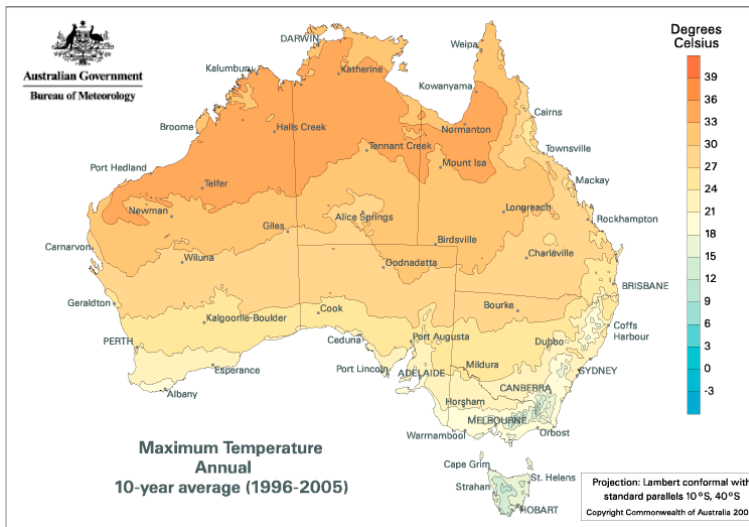 Australian Government
Bureau of Meteorology
DARWIN
Weipa
Kalumburu
Katherine
Kowanyama
Cairns
Broome
Halls Creek
Normanton
Tennant Creek
Townsville
Port Hedland
Mount Isa
Mackay
Telfer
Newman
Longreach
Alice Springs
Rockhampton
Giles
Carnarvon
Birdsville
Wiluna
Oodnadatta
Charleville
BRISBANE
Geraldton
Bourke
Cook
Kalgoorlie-Boulder
Coffs
Harbour
PERTH
Ceduna
Port Augusta
Dubbo
Esperance
Port Lincoln
ADELAIDE
Mildura
SYDNEY
CANBERRA
Albany
Horsham
MELBOURNE
Warrnambool
Orbost
Cape Grim
Strahan
St. Helens
HOBART
Degrees
Celsius
39
36
33
30
27
24
21
18
15
12
9
6
3
0
-3
Maximum Temperature
Annual
10-year average (1996-2005)
Projection: Lambert conformal with
standard parallels 10°S, 40°S
Copyright Commonwealth of Australia 200